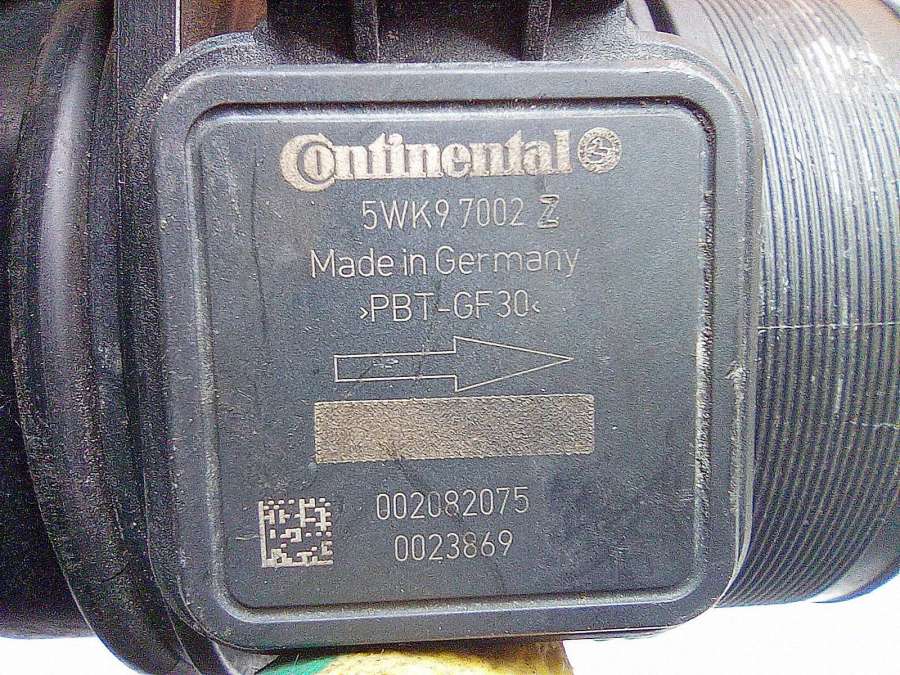 Continental
5WK9 7002 Z
Made in Germany
>PBT-GF30<
002082075
0023869